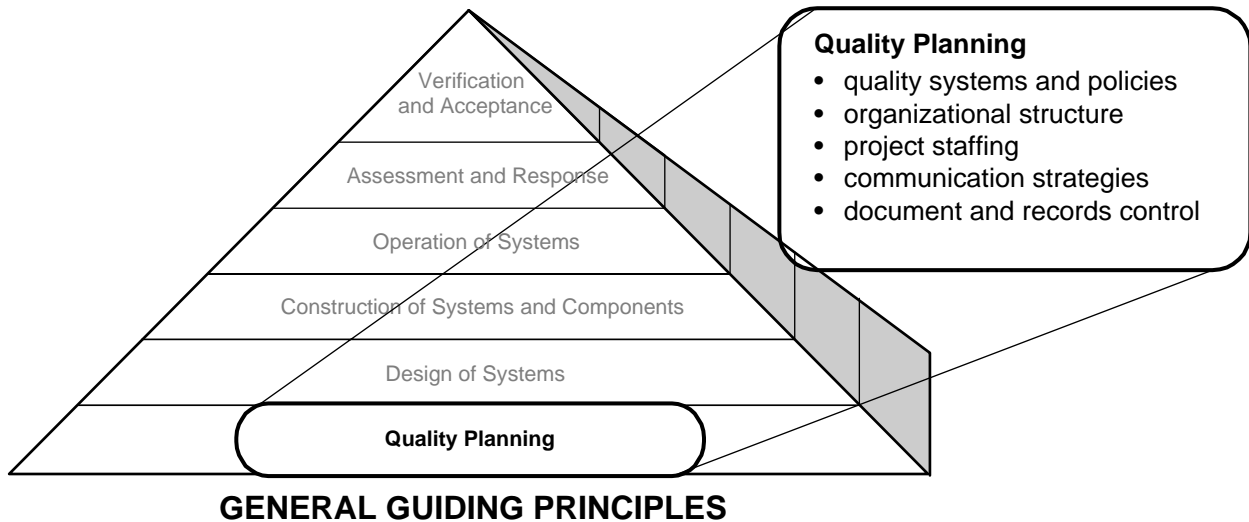 Verification
and Acceptance
Assessment and Response
Operation of Systems
Construction of Systems and Components
Design of Systems
Quality Planning
GENERAL GUIDING PRINCIPLES
Quality Planning
• quality systems and policies
• organizational structure
• project staffing
• communication strategies
• document and records control